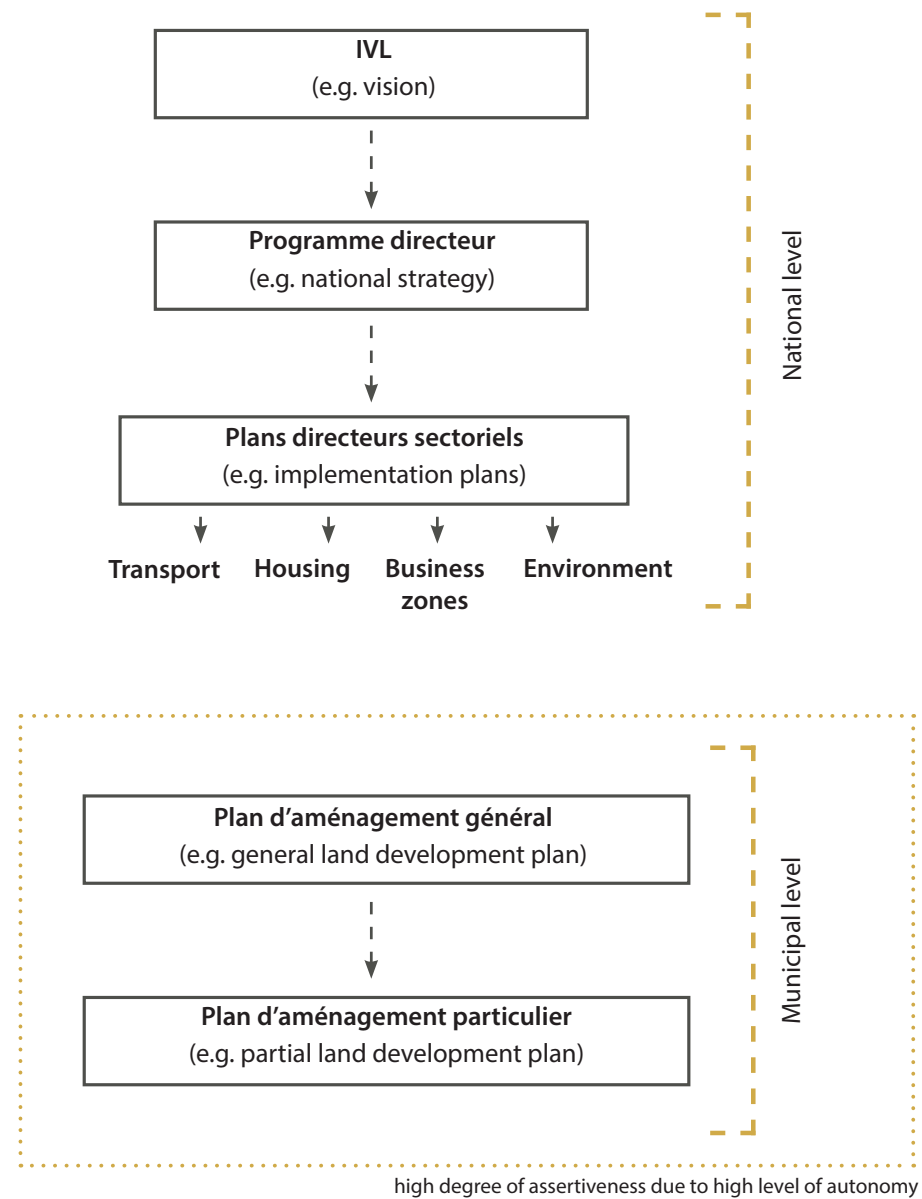 IVL
(e.g. vision)
Programme directeur
(e.g. national strategy)
Plans directeurs sectoriels
(e.g. implementation plans)
Transport
Housing
Business
zones
Environment
National level
Plan d’aménagement général
(e.g. general land development plan)
Plan d’aménagement particulier
(e.g. partial land development plan)
Municipal level
high degree of assertiveness due to high level of autonomy